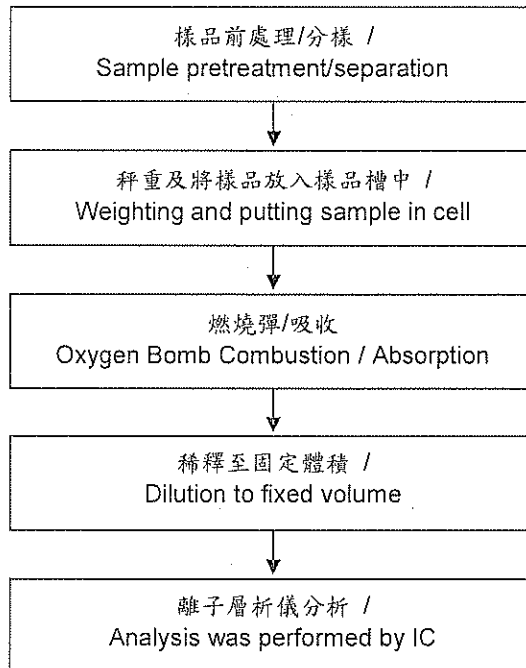 樣品前處理/分樣 /
Sample pretreatment/separation
秤重及將樣品放入樣品槽中 /
Weighting and putting sample in cell
燃燒彈/吸收
Oxygen Bomb Combustion / Absorption
稀釋至固定體積 /
Dilution to fixed volume
離子層析儀分析 /
Analysis was performed by IC